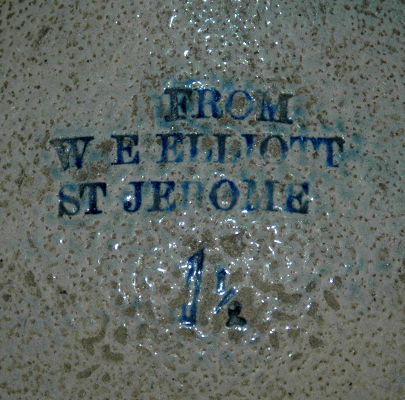 FROM
W E ELLIOTT
ST JEROME
1½